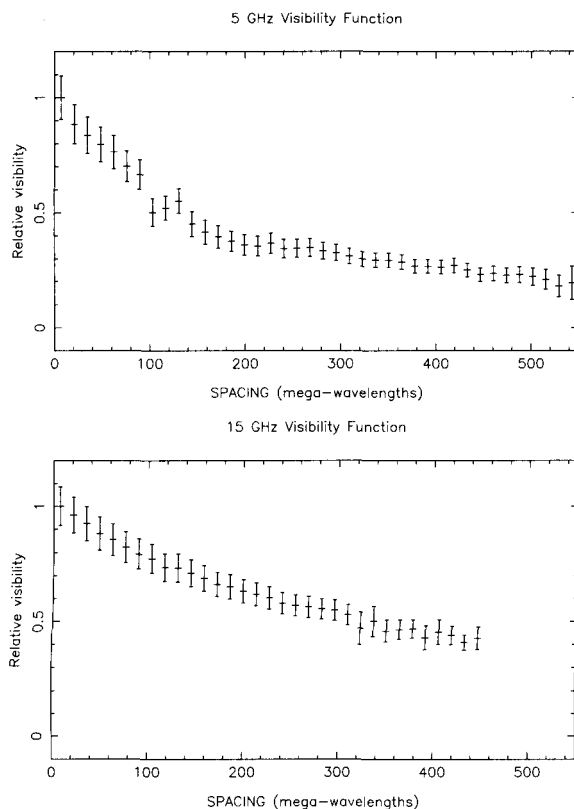 5 GHz Visibility Function
1
0.5
0
Relative visibility
0 100 200 300 400 500
SPACING (mega-wavelengths)
15 GHz Visibility Function
1
0.5
0
Relative visibility
0 100 200 300 400 500
SPACING (mega-wavelengths)